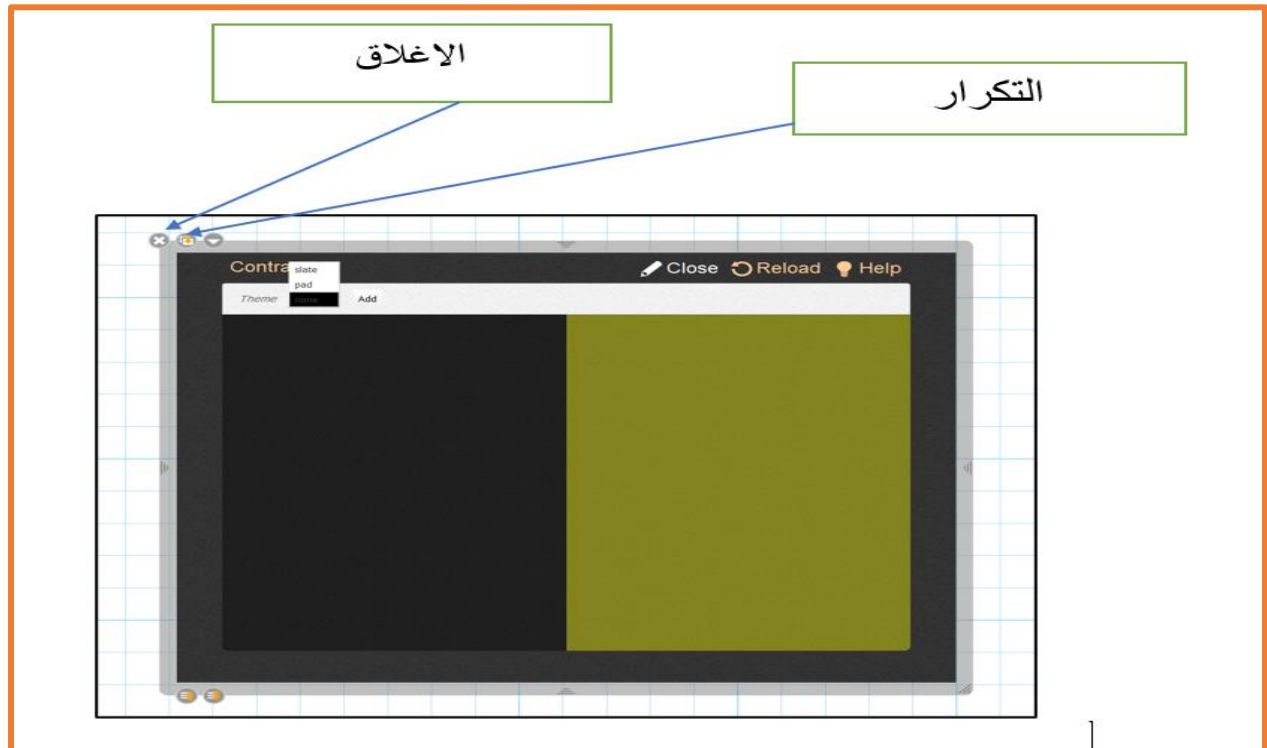 الاغلاق
التكرار
Contra
slate
Close Reload Help
pad
Theme none Add
]